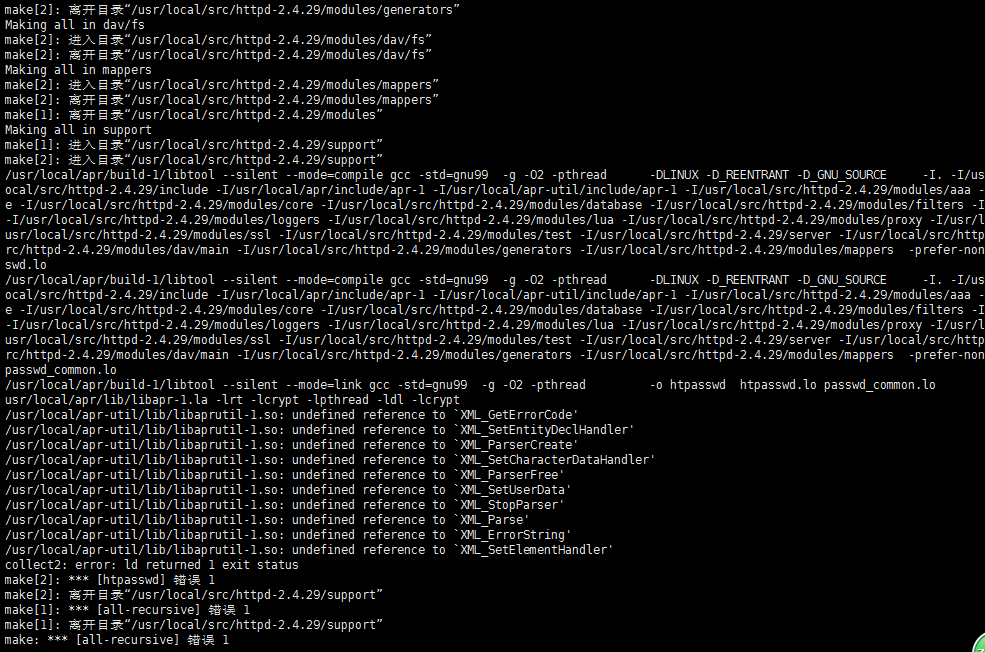 make[2]: 离开目录“/usr/local/src/httpd-2.4.29/modules/generators”
Making all in dav/fs
make[2]: 进入目录“/usr/local/src/httpd-2.4.29/modules/dav/fs”
make[2]: 离开目录“/usr/local/src/httpd-2.4.29/modules/dav/fs”
Making all in mappers
make[2]: 进入目录“/usr/local/src/httpd-2.4.29/modules/mappers”
make[2]: 离开目录“/usr/local/src/httpd-2.4.29/modules/mappers”
make[1]: 离开目录“/usr/local/src/httpd-2.4.29/modules”
Making all in support
make[1]: 进入目录“/usr/local/src/httpd-2.4.29/support”
make[2]: 进入目录“/usr/local/src/httpd-2.4.29/support”
/usr/local/apr/build-1/libtool --silent --mode=compile gcc -std=gnu99  -g -O2 -pthread      -DLINUX -D_REENTRANT -D_GNU_SOURCE     -I. -I/us
ocal/src/httpd-2.4.29/include -I/usr/local/apr/include/apr-1 -I/usr/local/apr-util/include/apr-1 -I/usr/local/src/httpd-2.4.29/modules/aaa -
e -I/usr/local/src/httpd-2.4.29/modules/core -I/usr/local/src/httpd-2.4.29/modules/database -I/usr/local/src/httpd-2.4.29/modules/filters -I
-I/usr/local/src/httpd-2.4.29/modules/loggers -I/usr/local/src/httpd-2.4.29/modules/lua -I/usr/local/src/httpd-2.4.29/modules/proxy -I/usr/l
usr/local/src/httpd-2.4.29/modules/ssl -I/usr/local/src/httpd-2.4.29/modules/test -I/usr/local/src/httpd-2.4.29/server -I/usr/local/src/http
rc/httpd-2.4.29/modules/dav/main -I/usr/local/src/httpd-2.4.29/modules/generators -I/usr/local/src/httpd-2.4.29/modules/mappers  -prefer-non
swd.lo
/usr/local/apr/build-1/libtool --silent --mode=compile gcc -std=gnu99  -g -O2 -pthread      -DLINUX -D_REENTRANT -D_GNU_SOURCE     -I. -I/us
ocal/src/httpd-2.4.29/include -I/usr/local/apr/include/apr-1 -I/usr/local/apr-util/include/apr-1 -I/usr/local/src/httpd-2.4.29/modules/aaa -
e -I/usr/local/src/httpd-2.4.29/modules/core -I/usr/local/src/httpd-2.4.29/modules/database -I/usr/local/src/httpd-2.4.29/modules/filters -I
-I/usr/local/src/httpd-2.4.29/modules/loggers -I/usr/local/src/httpd-2.4.29/modules/lua -I/usr/local/src/httpd-2.4.29/modules/proxy -I/usr/l
usr/local/src/httpd-2.4.29/modules/ssl -I/usr/local/src/httpd-2.4.29/modules/test -I/usr/local/src/httpd-2.4.29/server -I/usr/local/src/http
rc/httpd-2.4.29/modules/dav/main -I/usr/local/src/httpd-2.4.29/modules/generators -I/usr/local/src/httpd-2.4.29/modules/mappers  -prefer-non
passwd_common.lo
/usr/local/apr/build-1/libtool --silent --mode=link gcc -std=gnu99  -g -O2 -pthread         -o htpasswd  htpasswd.lo passwd_common.lo
usr/local/apr/lib/libapr-1.la -lrt -lcrypt -lpthread -ldl -lcrypt
/usr/local/apr-util/lib/libaprutil-1.so: undefined reference to `XML_GetErrorCode'
/usr/local/apr-util/lib/libaprutil-1.so: undefined reference to `XML_SetEntityDeclHandler'
/usr/local/apr-util/lib/libaprutil-1.so: undefined reference to `XML_ParserCreate'
/usr/local/apr-util/lib/libaprutil-1.so: undefined reference to `XML_SetCharacterDataHandler'
/usr/local/apr-util/lib/libaprutil-1.so: undefined reference to `XML_ParserFree'
/usr/local/apr-util/lib/libaprutil-1.so: undefined reference to `XML_SetUserData'
/usr/local/apr-util/lib/libaprutil-1.so: undefined reference to `XML_StopParser'
/usr/local/apr-util/lib/libaprutil-1.so: undefined reference to `XML_Parse'
/usr/local/apr-util/lib/libaprutil-1.so: undefined reference to `XML_ErrorString'
/usr/local/apr-util/lib/libaprutil-1.so: undefined reference to `XML_SetElementHandler'
collect2: error: ld returned 1 exit status
make[2]: *** [htpasswd] 错误 1
make[2]: 离开目录“/usr/local/src/httpd-2.4.29/support”
make[1]: *** [all-recursive] 错误 1
make[1]: 离开目录“/usr/local/src/httpd-2.4.29/support”
make: *** [all-recursive] 错误 1